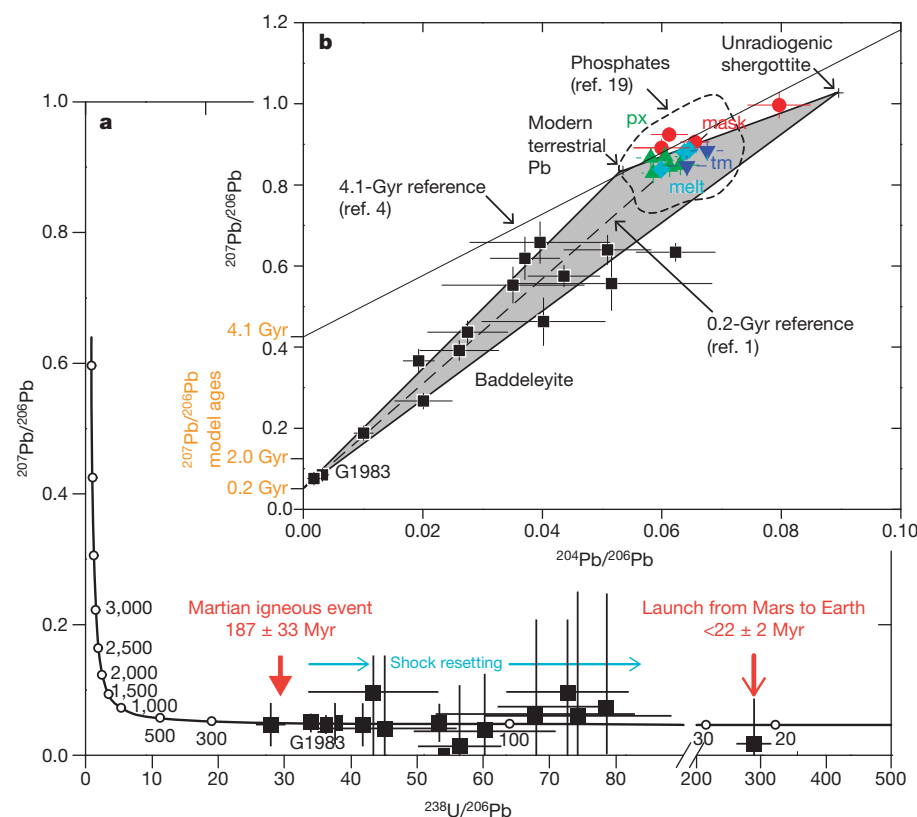 b
Unradiogenic
shergottite
Phosphates
(ref. 19)
px
mask
Modern
terrestrial
Pb
tm
melt
4.1-Gyr reference
(ref. 4)
0.2-Gyr reference
(ref. 1)
Baddeleyite
G1983
1.2
1.0
0.8
0.6
0.4
0.2
0.0
207Pb/206Pb
4.1 Gyr
2.0 Gyr
0.2 Gyr
207Pb/206Pb
model ages
0.00
0.02
0.04
0.06
0.08
0.10
204Pb/206Pb
a
1.0
0.8
0.6
0.4
0.2
0.0
207Pb/206Pb
3,000
2,500
2,000
1,500
1,000
500
300
G1983
100
30
20
Martian igneous event
187 ± 33 Myr
Shock resetting
Launch from Mars to Earth
<22 ± 2 Myr
0
10
20
30
40
50
60
70
80
200
300
400
500
238U/206Pb